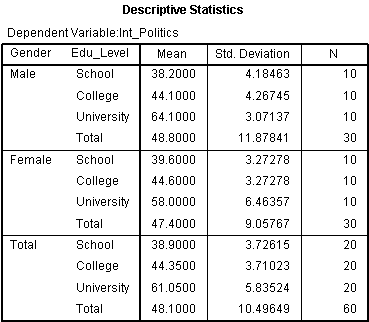 Descriptive Statistics
Dependent Variable:Int_Politics
Gender Edu_Level Mean Std. Deviation N
Male School 38.2000 4.18463 10
College 44.1000 4.26745 10
University 64.1000 3.07137 10
Total 48.8000 11.87841 30
Female School 39.6000 3.27278 10
College 44.6000 3.27278 10
University 58.0000 6.46357 10
Total 47.4000 9.05767 30
Total School 38.9000 3.72615 20
College 44.3500 3.71023 20
University 61.0500 5.83524 20
Total 48.1000 10.49649 60